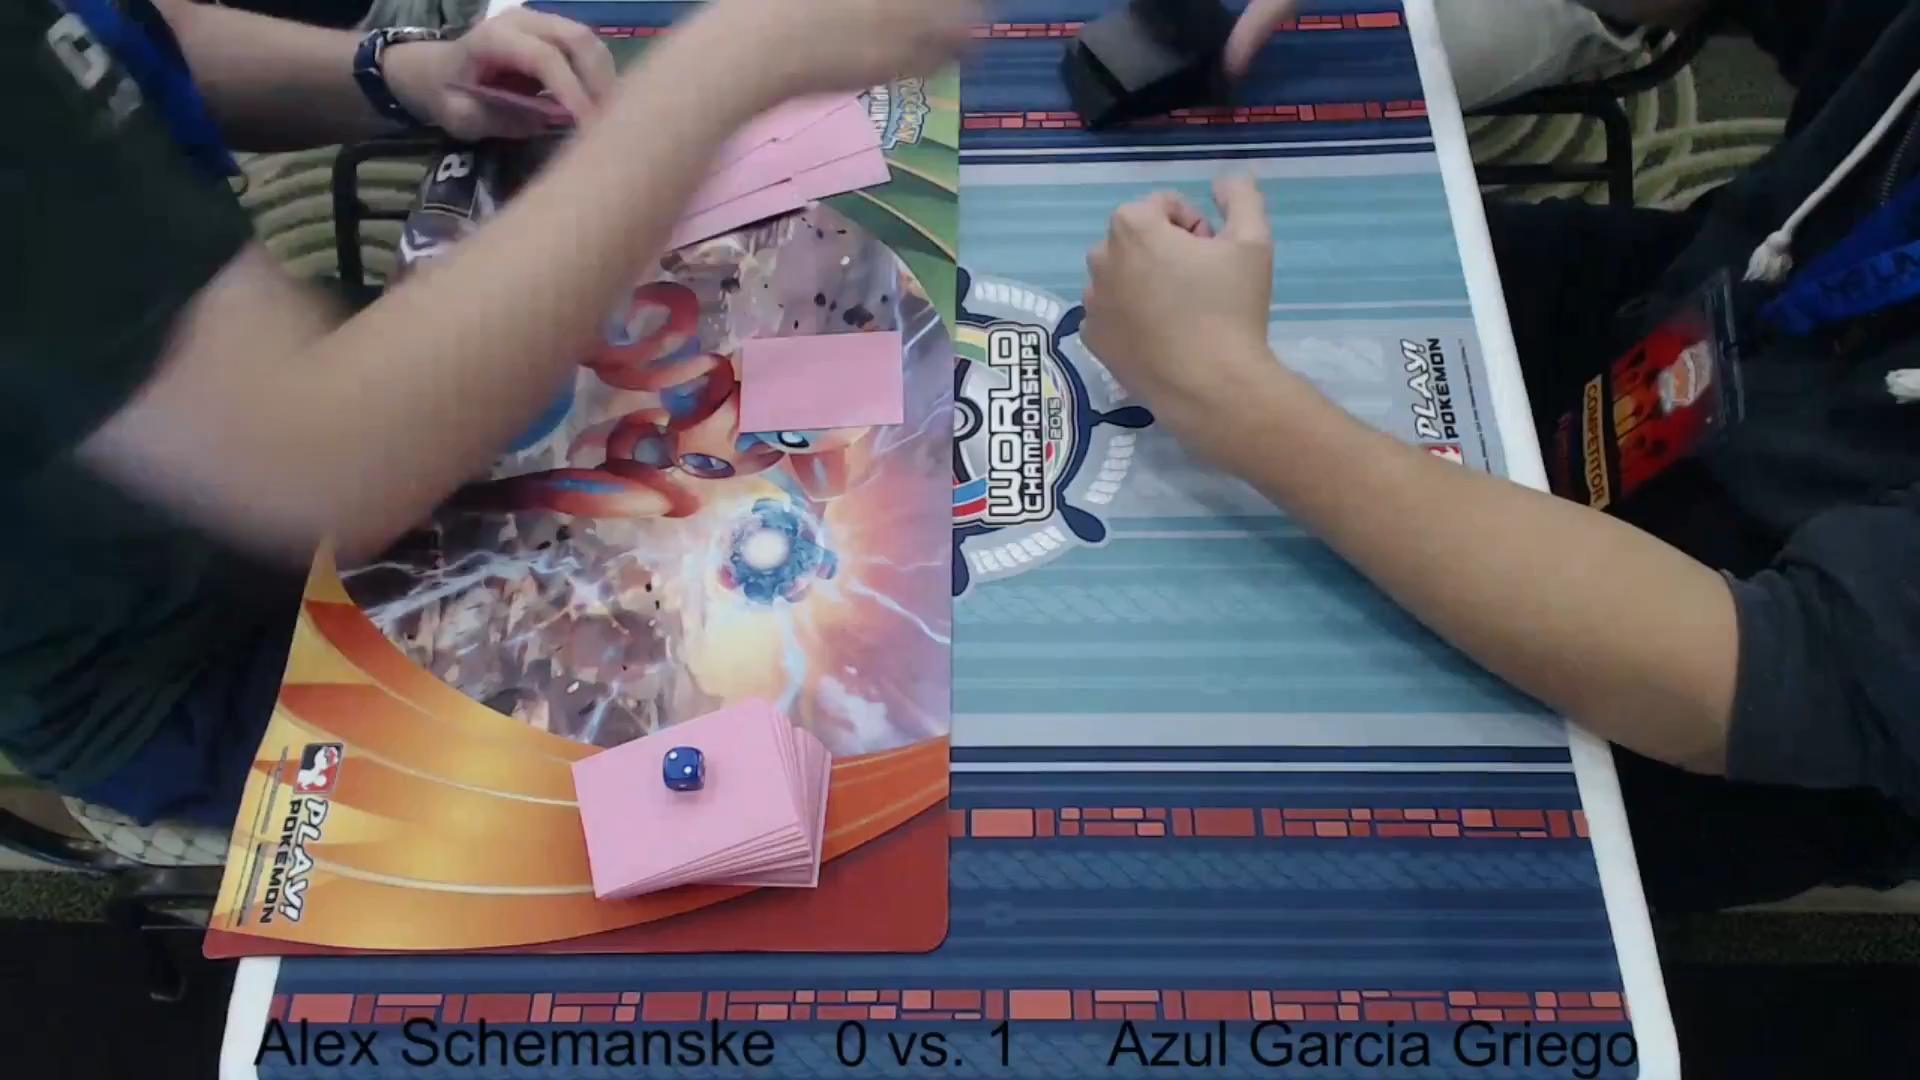 WORLD
CHAMPIONSHIPS
2015
PLAY!
POKÉMON
COMPETITOR
PLAY!
POKÉMON
Alex Schemanske 0 vs. 1 Azul Garcia Griego